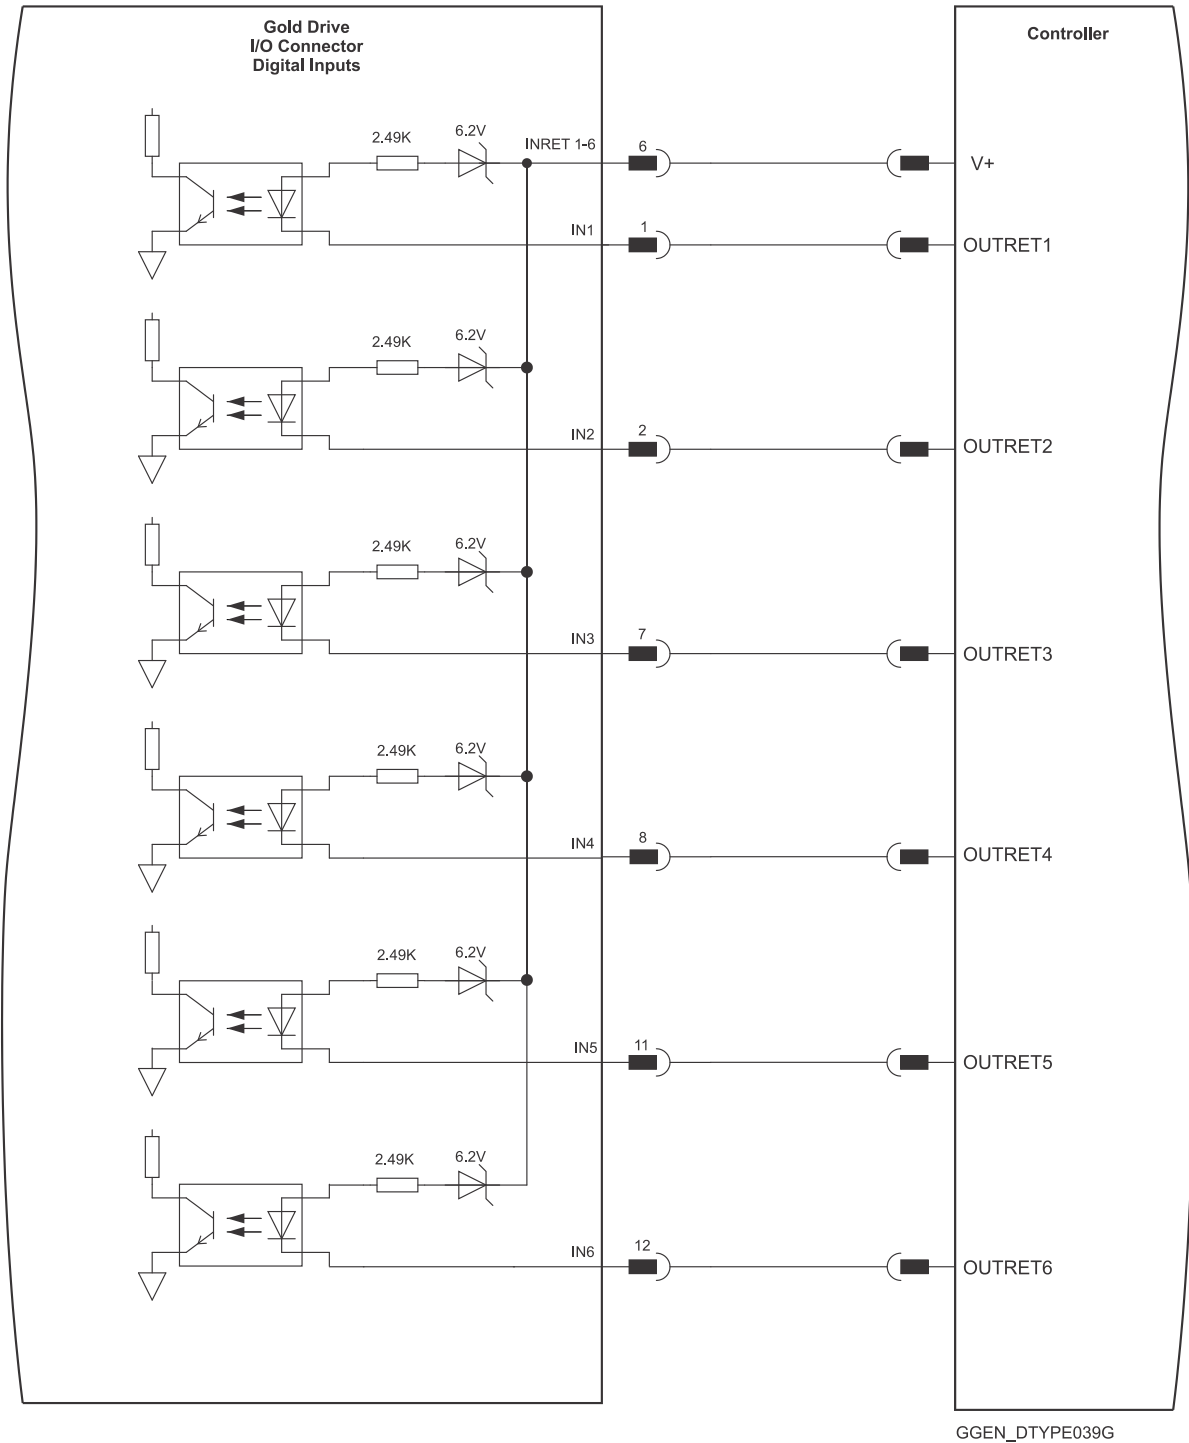 Gold Drive
I/O Connector
Digital Inputs
Controller
2.49K 6.2V INRET 1-6 6 V+
IN1 1 OUTRET1
2.49K 6.2V
IN2 2 OUTRET2
2.49K 6.2V
IN3 7 OUTRET3
2.49K 6.2V
IN4 8 OUTRET4
2.49K 6.2V
IN5 11 OUTRET5
2.49K 6.2V
IN6 12 OUTRET6
GGEN_DTYPE039G